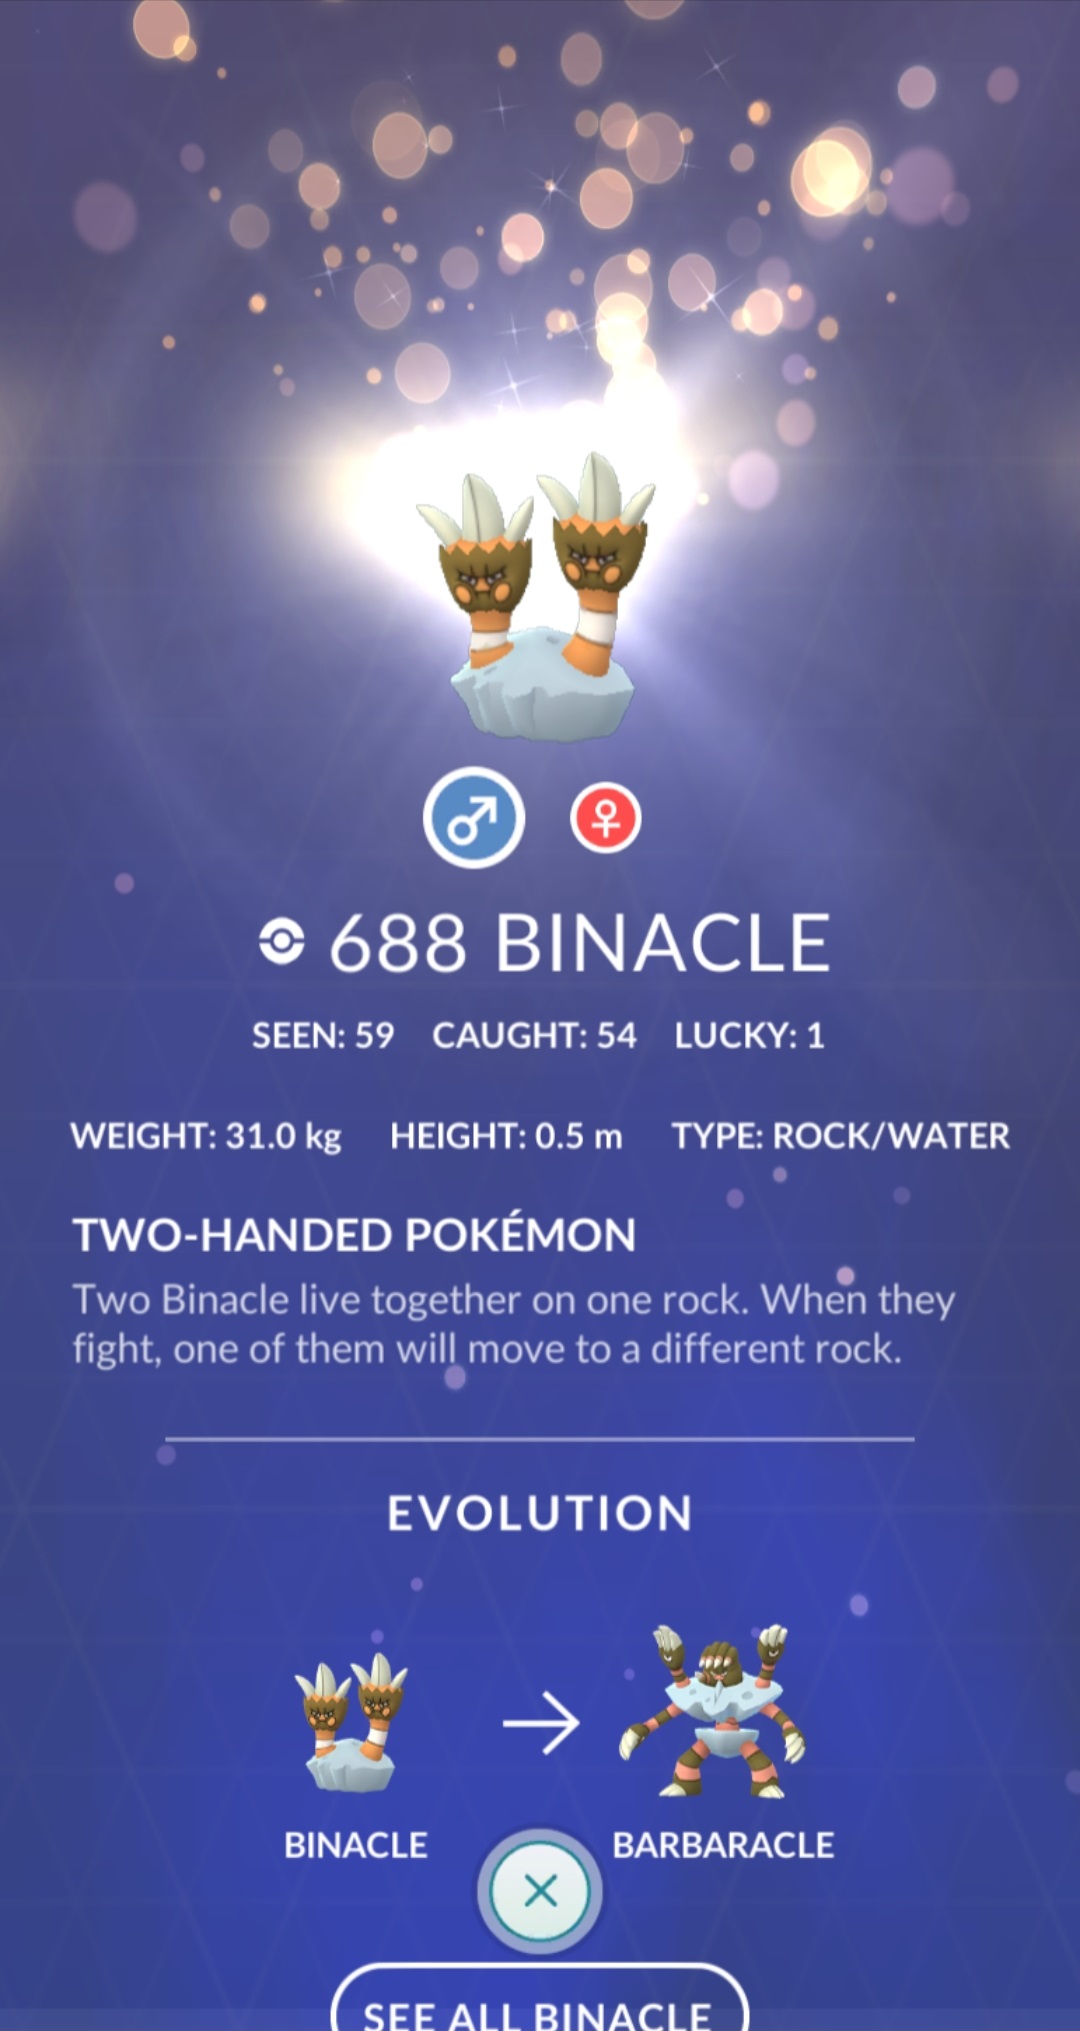 688 BINACLE
SEEN: 59 CAUGHT: 54 LUCKY: 1
WEIGHT: 31.0 kg HEIGHT: 0.5 m TYPE: ROCK/WATER
TWO-HANDED POKÉMON
Two Binacle live together on one rock. When they
fight, one of them will move to a different rock.
EVOLUTION
BINACLE BARBARACLE
SEE ALL BINACLE